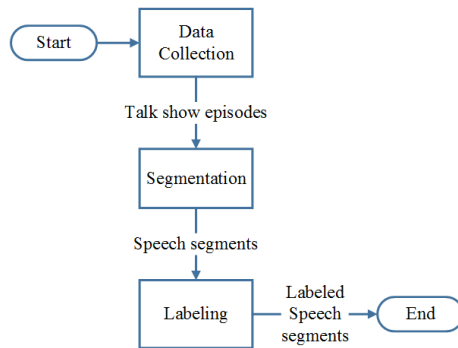 Start
Data
Collection
Talk show episodes
Segmentation
Speech segments
Labeling
Labeled
Speech
segments
End